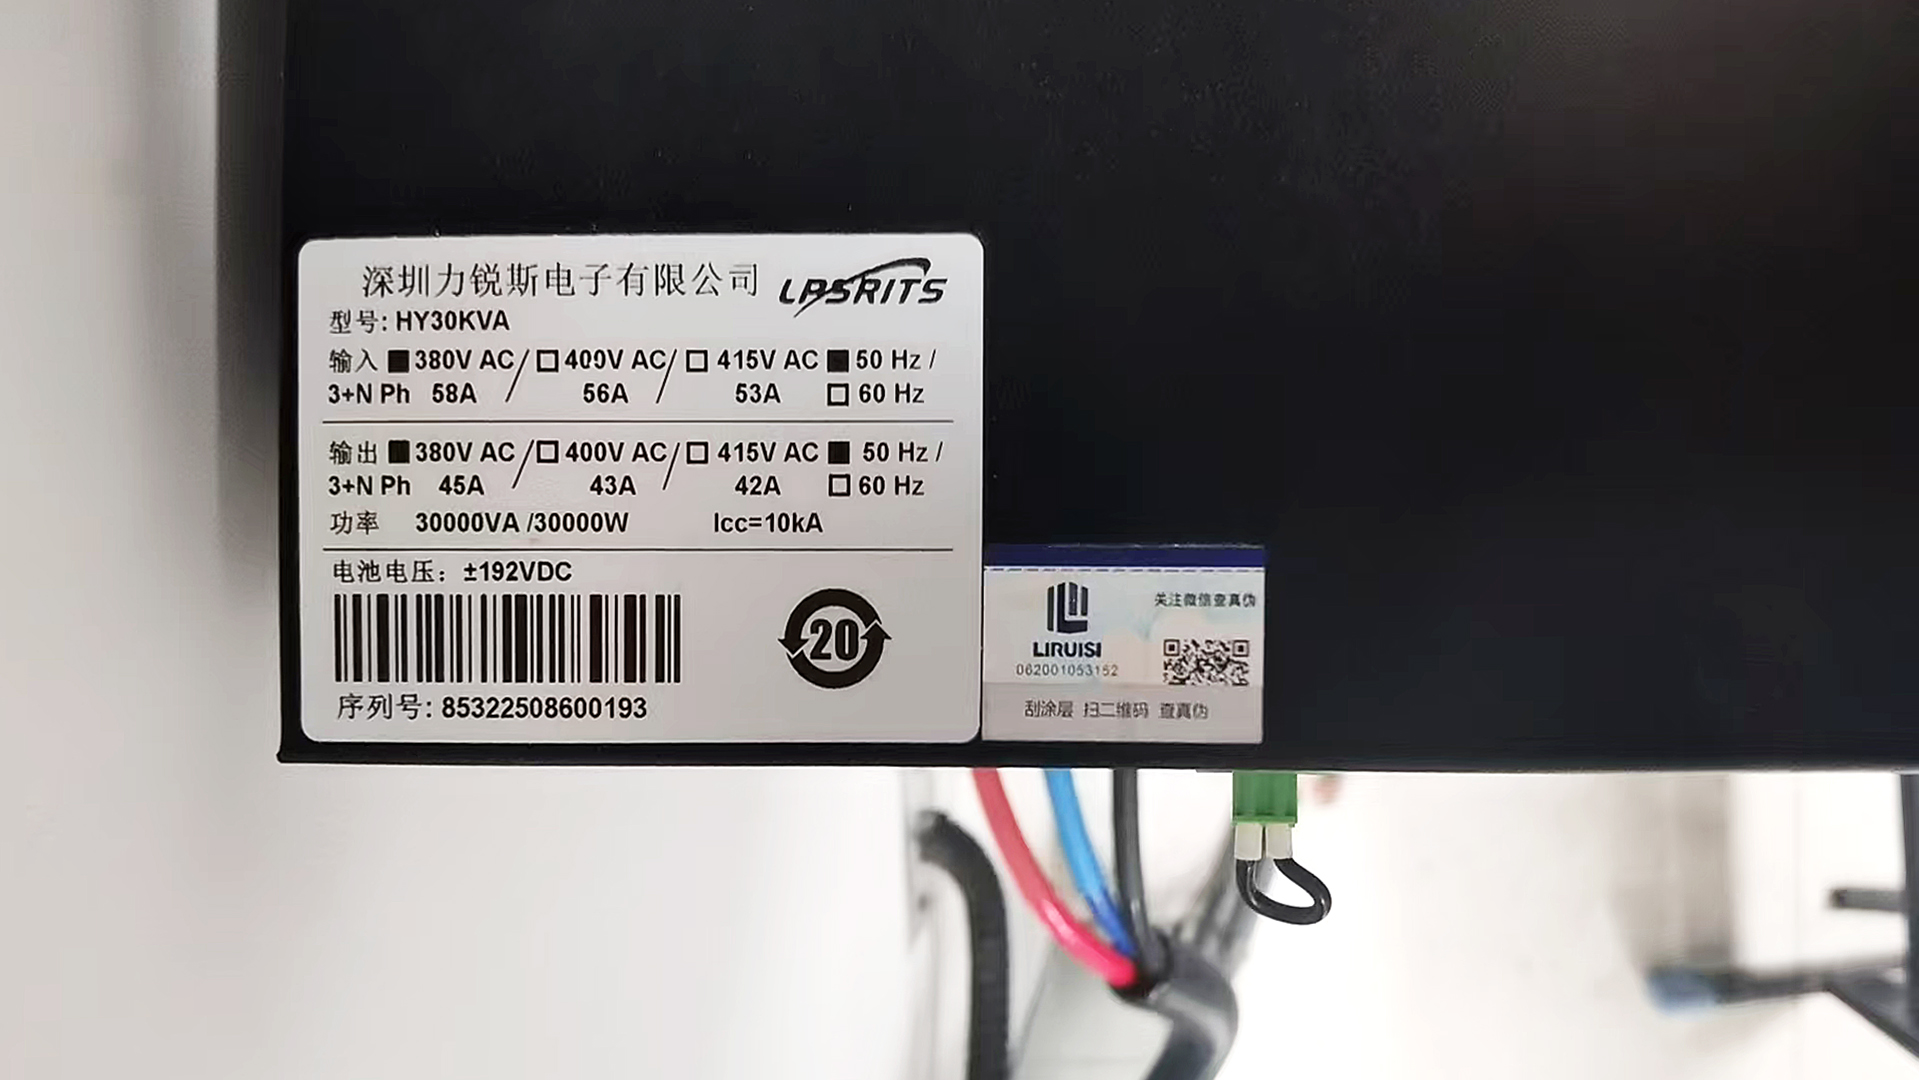 深圳力锐斯电子有限公司 LPSRITS
型号: HY30KVA
输入 ■ 380V AC / □ 400V AC / □ 415V AC ■ 50 Hz /
3+N Ph 58A 56A 53A □ 60 Hz
输出 ■ 380V AC / □ 400V AC / □ 415V AC ■ 50 Hz /
3+N Ph 45A 43A 42A □ 60 Hz
功率 30000VA /30000W Icc=10kA
电池电压: ±192VDC
20
序列号: 85322508600193
关注微信查真伪
LIRUISI
062001053152
刮涂层 扫二维码 查真伪